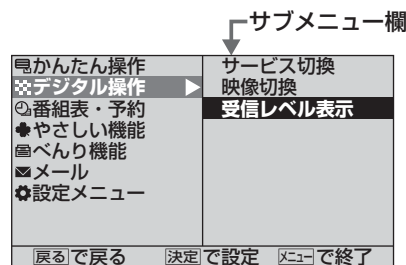 サブメニュー欄
かんたん操作
デジタル操作
番組表・予約
やさしい機能
べんり機能
メール
設定メニュー
サービス切換
映像切換
受信レベル表示
戻る で戻る 決定 で設定 メニュー で終了